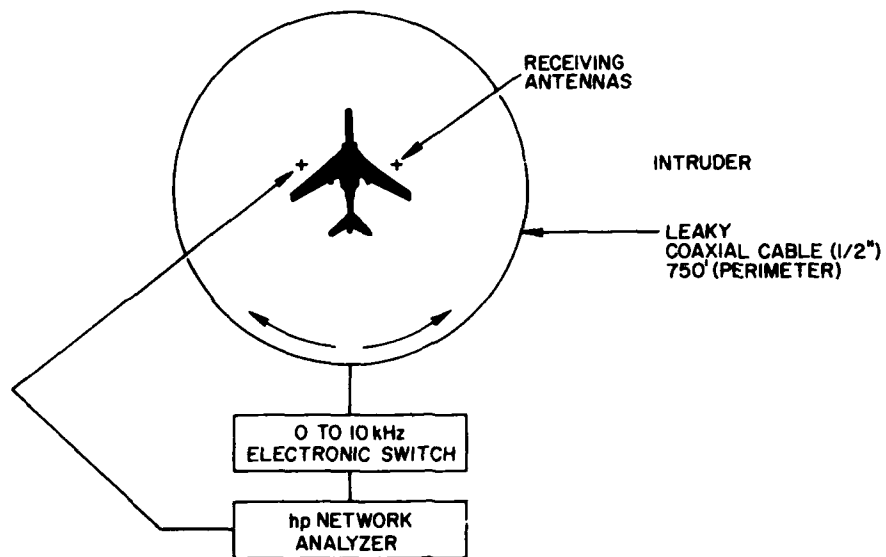 RECEIVING
ANTENNAS
INTRUDER
LEAKY
COAXIAL CABLE (1/2")
750' (PERIMETER)
0 TO 10 kHz
ELECTRONIC SWITCH
hp NETWORK
ANALYZER